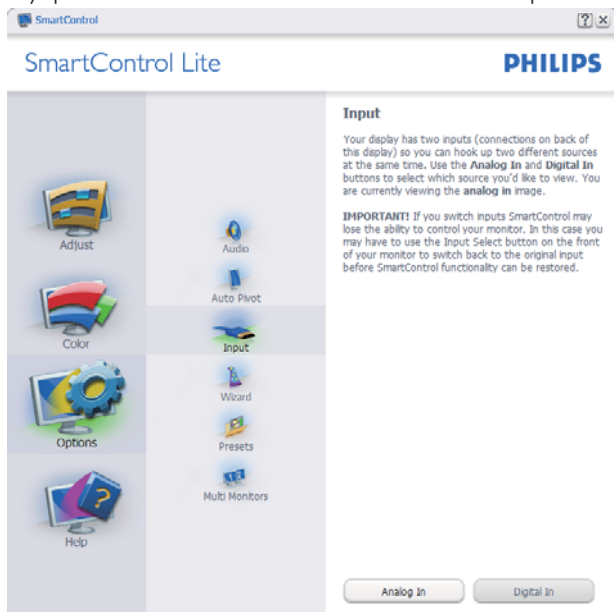 SmartControl
SmartControl Lite
PHILIPS
Adjust
Color
Options
Help
Audio
Auto Pivot
Input
Wizard
Presets
Multi Monitors
Input
Your display has two inputs (connections on back of
this display) so you can hook up two different sources
at the same time. Use the Analog In and Digital In
buttons to select which source you'd like to view. You
are currently viewing the analog in image.
IMPORTANT! If you switch inputs SmartControl may
lose the ability to control your monitor. In this case you
may have to use the Input Select button on the front
of your monitor to switch back to the original input
before SmartControl functionality can be restored.
Analog In
Digital In